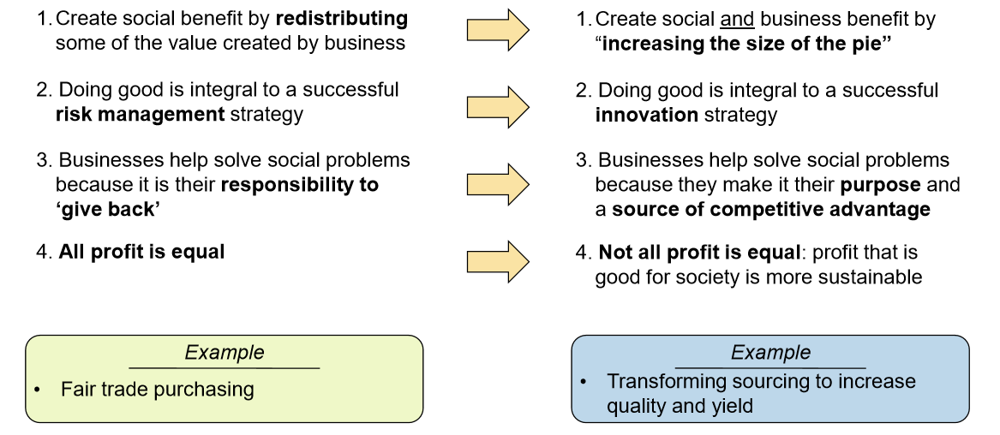 1. Create social benefit by redistributing
some of the value created by business
2. Doing good is integral to a successful
risk management strategy
3. Businesses help solve social problems
because it is their responsibility to
‘give back’
4. All profit is equal
Example
• Fair trade purchasing
1. Create social and business benefit by
“increasing the size of the pie”
2. Doing good is integral to a successful
innovation strategy
3. Businesses help solve social problems
because they make it their purpose and
a source of competitive advantage
4. Not all profit is equal: profit that is
good for society is more sustainable
Example
• Transforming sourcing to increase
quality and yield